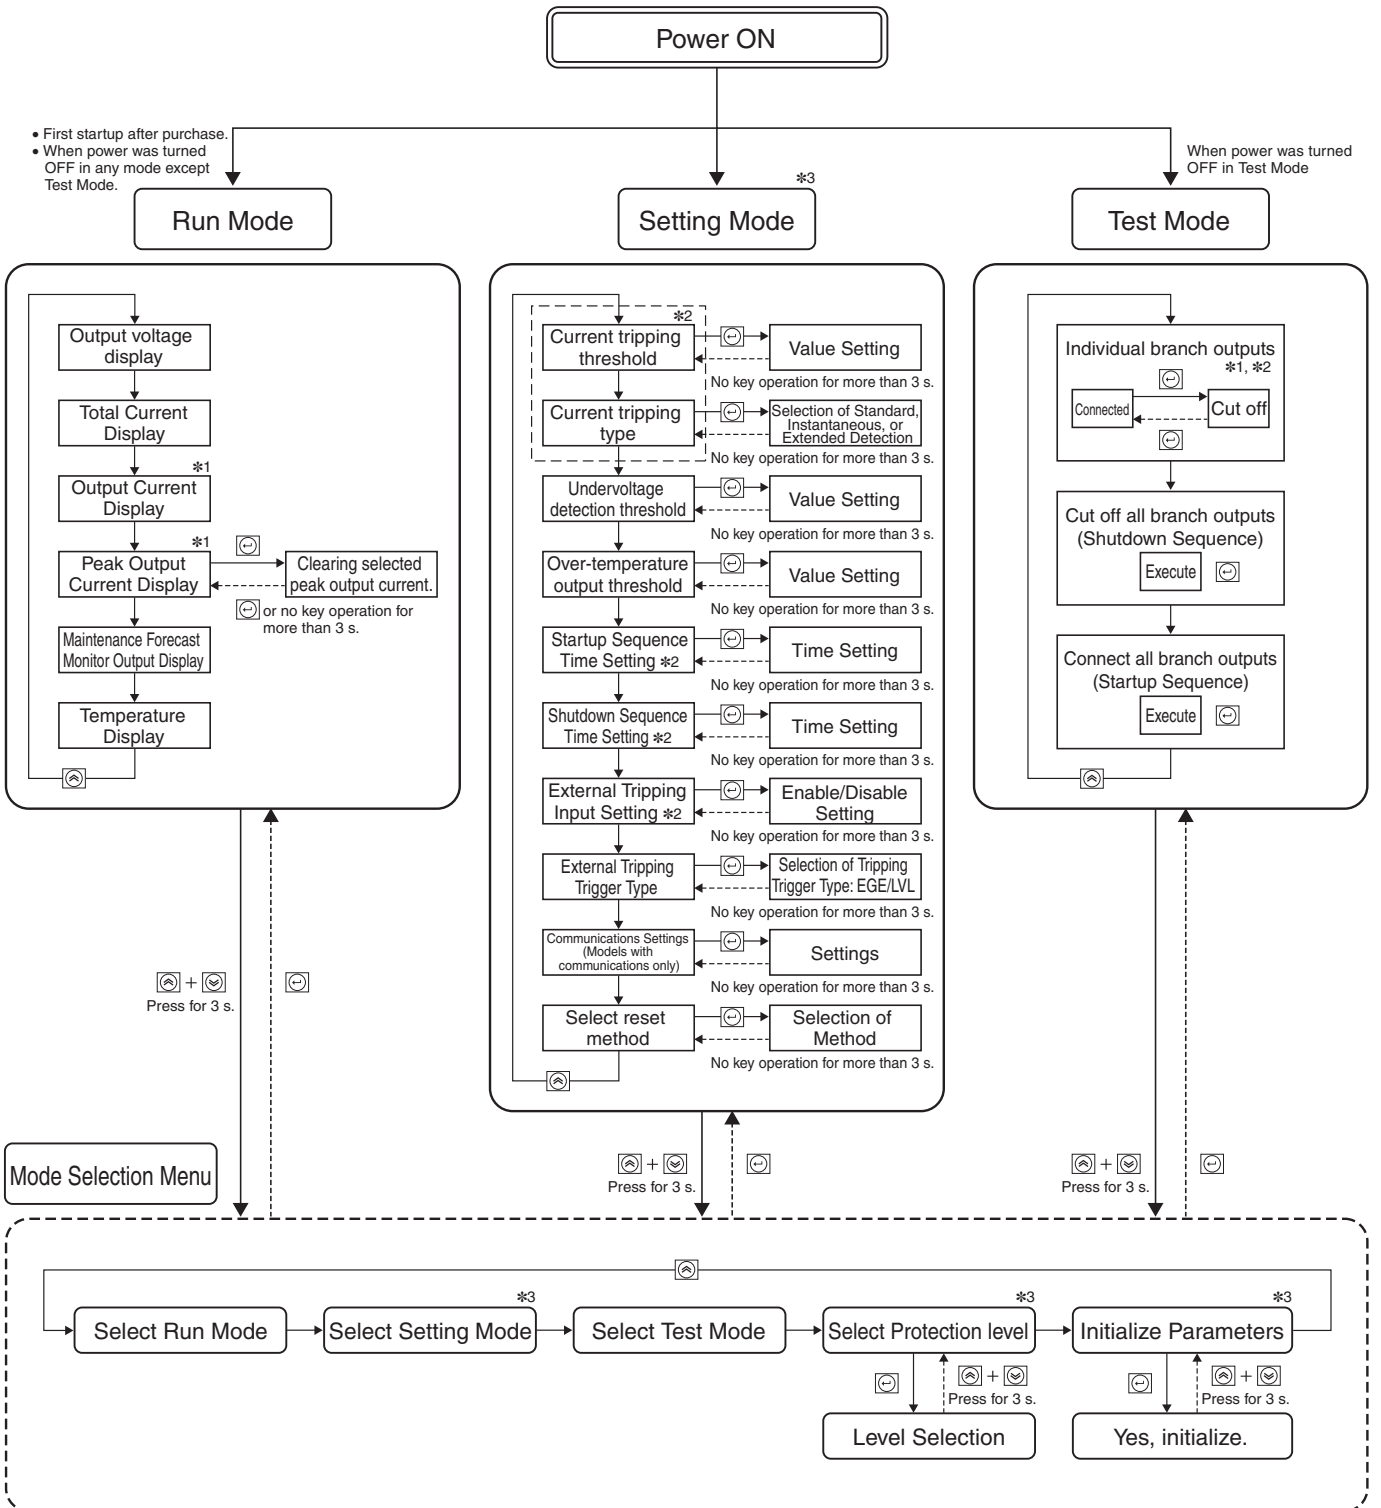 Power ON
• First startup after purchase.
• When power was turned
OFF in any mode except
Test Mode.
When power was turned
OFF in Test Mode
✻3
Run Mode
Setting Mode
Test Mode
Output voltage
display
Total Current
Display
✻1
Output Current
Display
✻1
Peak Output
Current Display
Clearing selected
peak output current.
or no key operation for
more than 3 s.
Maintenance Forecast
Monitor Output Display
Temperature
Display
✻2
Current tripping
threshold
Value Setting
No key operation for more than 3 s.
Current tripping
type
Selection of Standard,
Instantaneous, or
Extended Detection
No key operation for more than 3 s.
Undervoltage
detection threshold
Value Setting
No key operation for more than 3 s.
Over-temperature
output threshold
Value Setting
No key operation for more than 3 s.
Startup Sequence
Time Setting ✻2
Time Setting
No key operation for more than 3 s.
Shutdown Sequence
Time Setting ✻2
Time Setting
No key operation for more than 3 s.
External Tripping
Input Setting ✻2
Enable/Disable
Setting
No key operation for more than 3 s.
External Tripping
Trigger Type
Selection of Tripping
Trigger Type: EGE/LVL
No key operation for more than 3 s.
Communications Settings
(Models with
communications only)
Settings
No key operation for more than 3 s.
Select reset
method
Selection of
Method
No key operation for more than 3 s.
Individual branch outputs
✻1, ✻2
Connected
Cut off
Cut off all branch outputs
(Shutdown Sequence)
Execute
Connect all branch outputs
(Startup Sequence)
Execute
+
Press for 3 s.
+
Press for 3 s.
+
Press for 3 s.
Mode Selection Menu
Select Run Mode
✻3
Select Setting Mode
Select Test Mode
✻3
Select Protection level
✻3
Initialize Parameters
+
Press for 3 s.
+
Press for 3 s.
Level Selection
Yes, initialize.